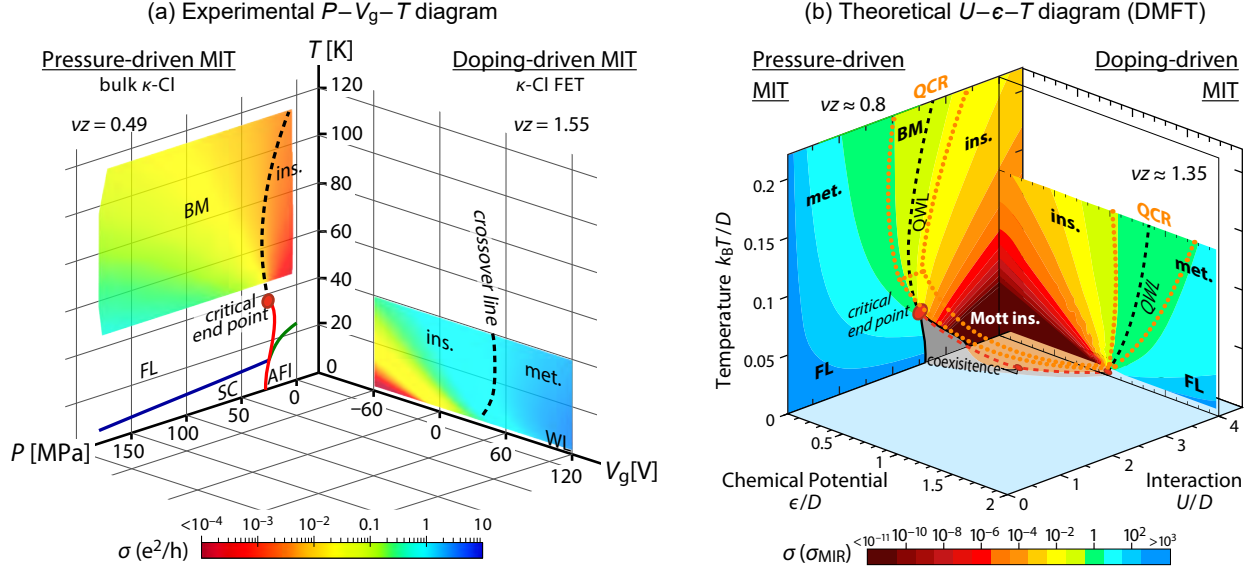 (a) Experimental P−Vg−T diagram
Pressure-driven MIT
bulk κ-Cl
νz = 0.49
T [K]
Doping-driven MIT
κ-Cl FET
νz = 1.55
120
100
80
60
40
20
0
BM
ins.
critical
end point
FL
SC
AFI
crossover line
ins.
met.
WL
150
100
50
0
P [MPa]
−60
0
60
120
Vg[V]
σ (e²/h)
<10⁻⁴
10⁻³
10⁻²
0.1
1
10
(b) Theoretical U−ϵ−T diagram (DMFT)
Pressure-driven
MIT
νz ≈ 0.8
Doping-driven
MIT
νz ≈ 1.35
QCR
BM
ins.
met.
QWL
critical
end point
FL
Mott ins.
coexisitence
ins.
QCR
met.
QWL
FL
Temperature kBT/D
0.2
0.15
0.1
0.05
0
0.5
1
1.5
2
Chemical Potential
ϵ/D
0
1
2
3
4
Interaction
U/D
σ (σMIR)
<10⁻¹¹
10⁻¹⁰
10⁻⁸
10⁻⁶
10⁻⁴
10⁻²
1
10²
>10³